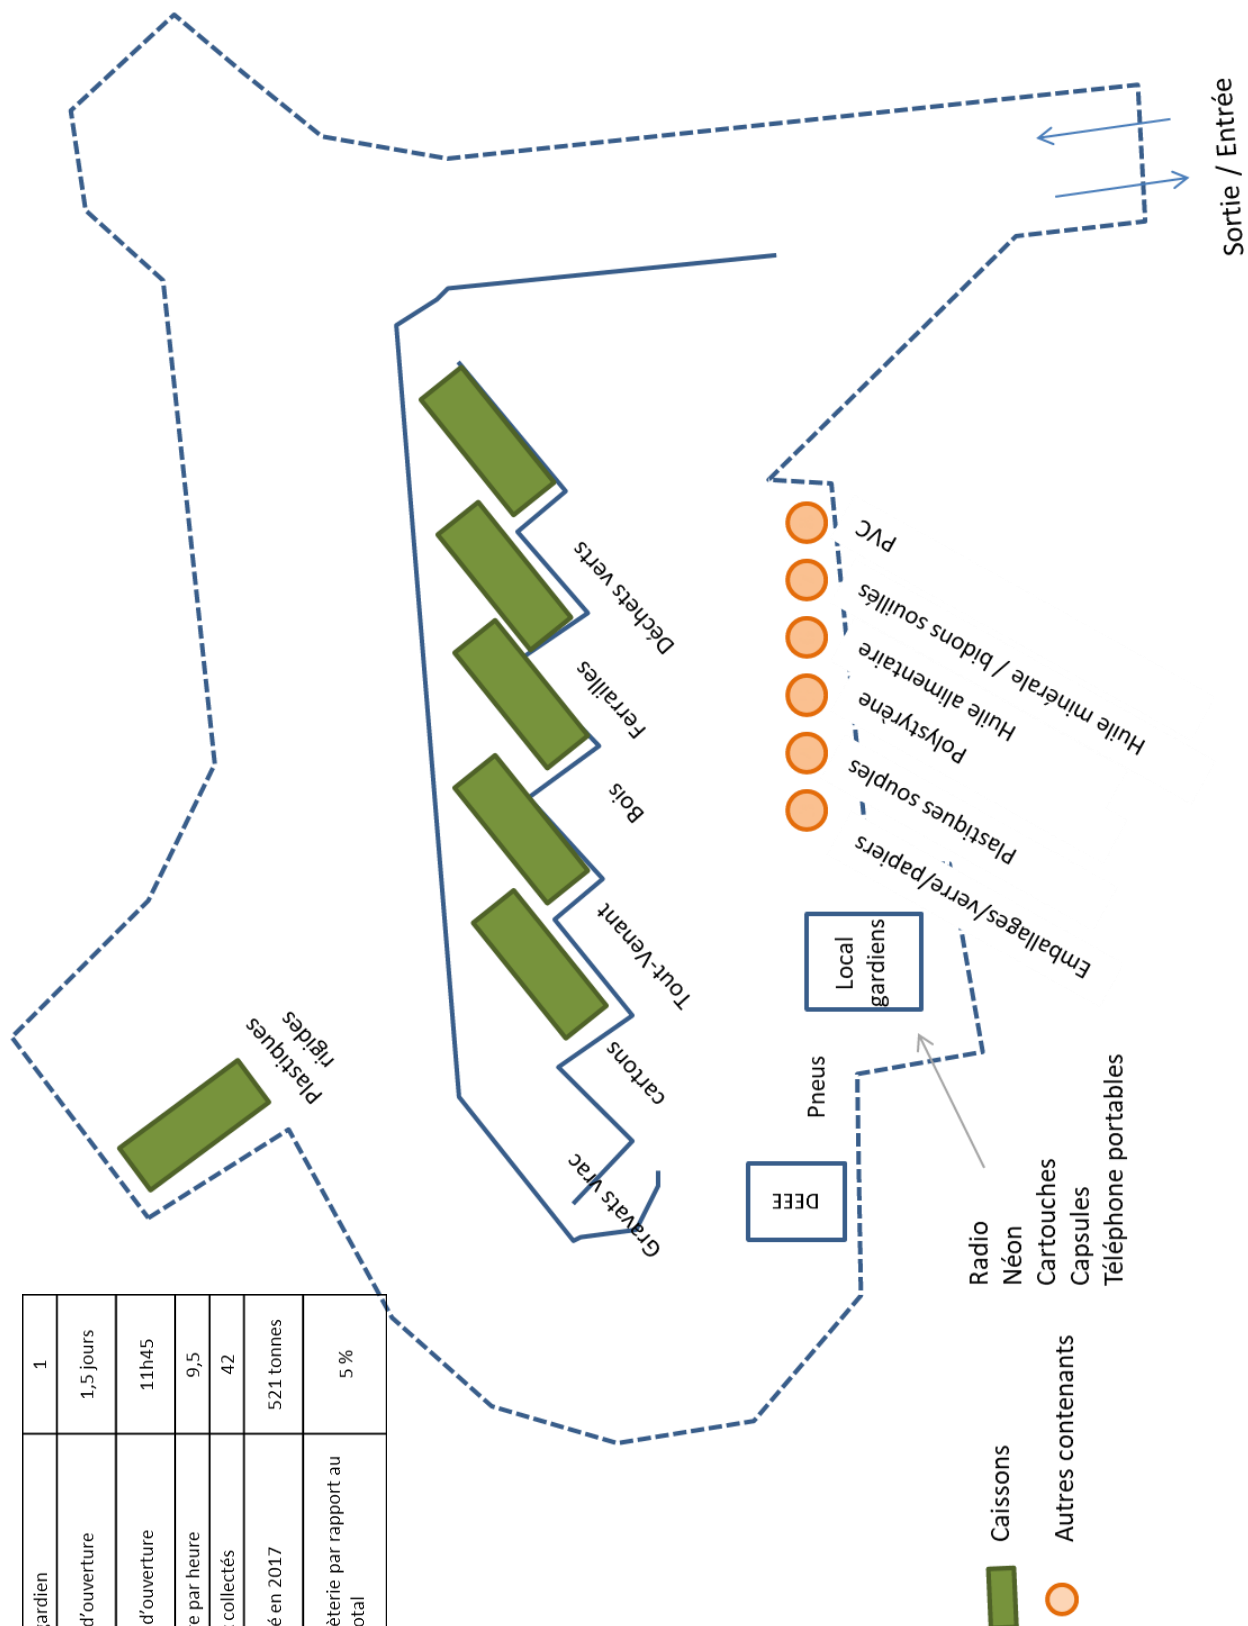 ardien
1
d'ouverture
1,5 jours
d'ouverture
11h45
e par heure
9,5
collectés
42
é en 2017
521 tonnes
èterie par rapport au
otal
5 %
Plastiques
rigides
Gravats vrac
cartons
Tout-Venant
Bois
Ferrailles
Déchets verts
DEEE
Pneus
Local
gardiens
Emballages/verre/papiers
Plastiques souples
Polystyrène
Huile alimentaire
Huile minérale / bidons souillés
PVC
Sortie / Entrée
Radio
Néon
Cartouches
Capsules
Téléphone portables
Caissons
Autres contenants